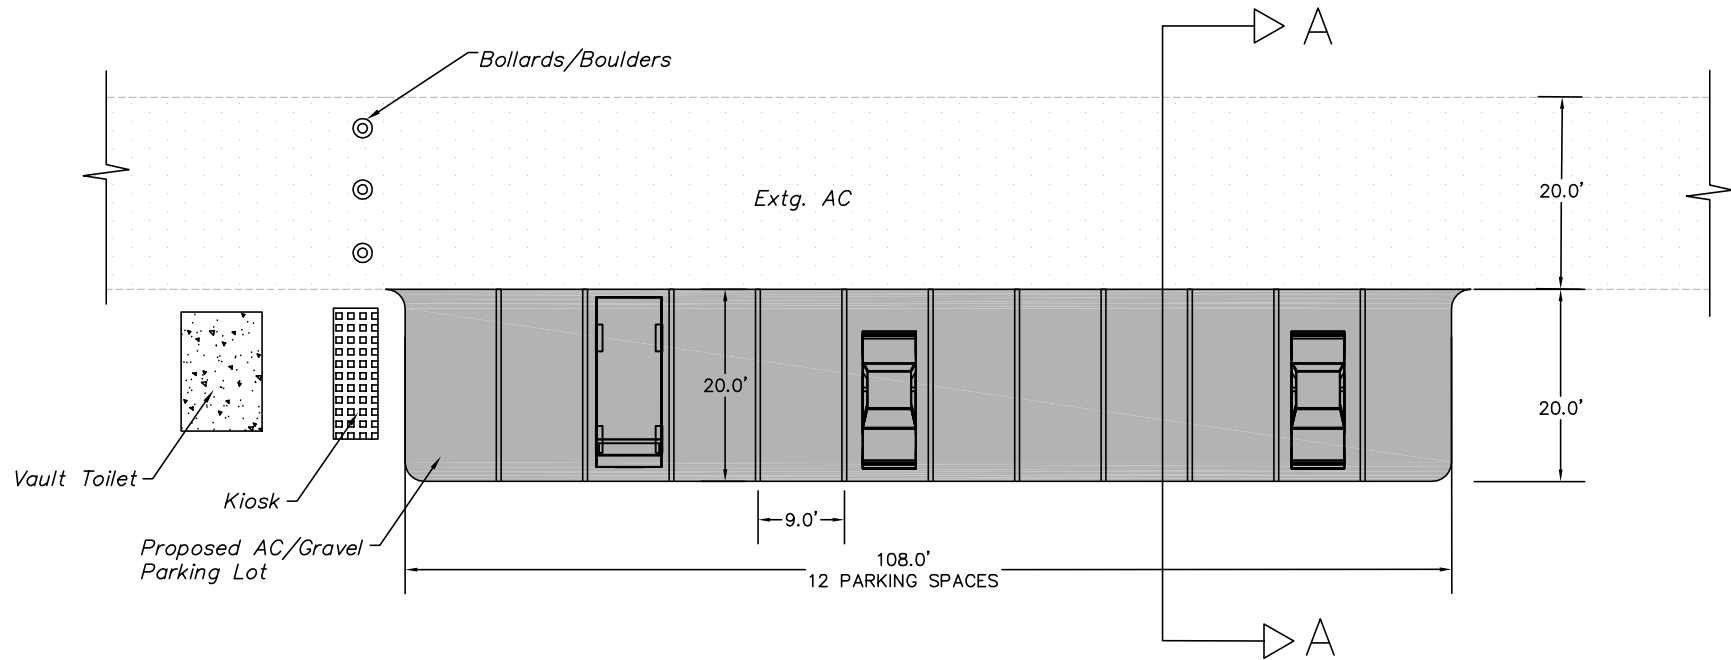 A
Bollards/Boulders
Extg. AC
20.0'
20.0'
20.0'
Vault Toilet
Kiosk
9.0'
Proposed AC/Gravel
Parking Lot
108.0'
12 PARKING SPACES
A